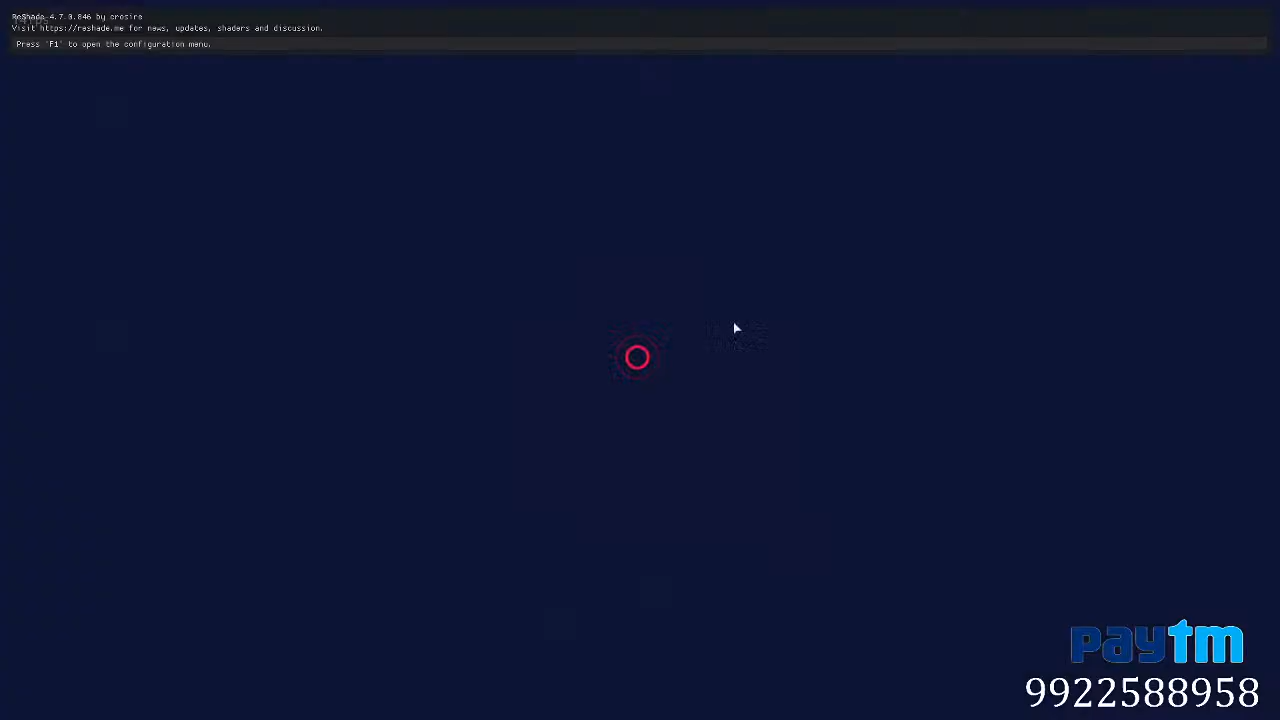 ReShade 4.7.0.846 by crosire
Visit https://reshade.me for news, updates, shaders and discussion.
Press 'F1' to open the configuration menu.
paytm
9922588958